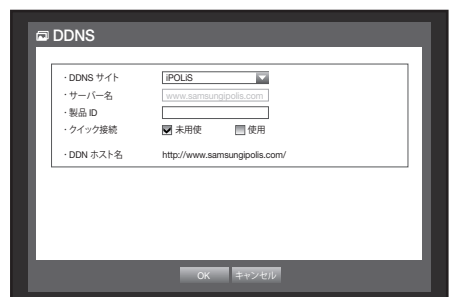 DDNS
・DDNS サイト iPOLiS
・サーバー名 www.samsungipolis.com
・製品 ID
・クイック接続 未用使 使用
・DDN ホスト名 http://www.samsungipolis.com/
OK キャンセル